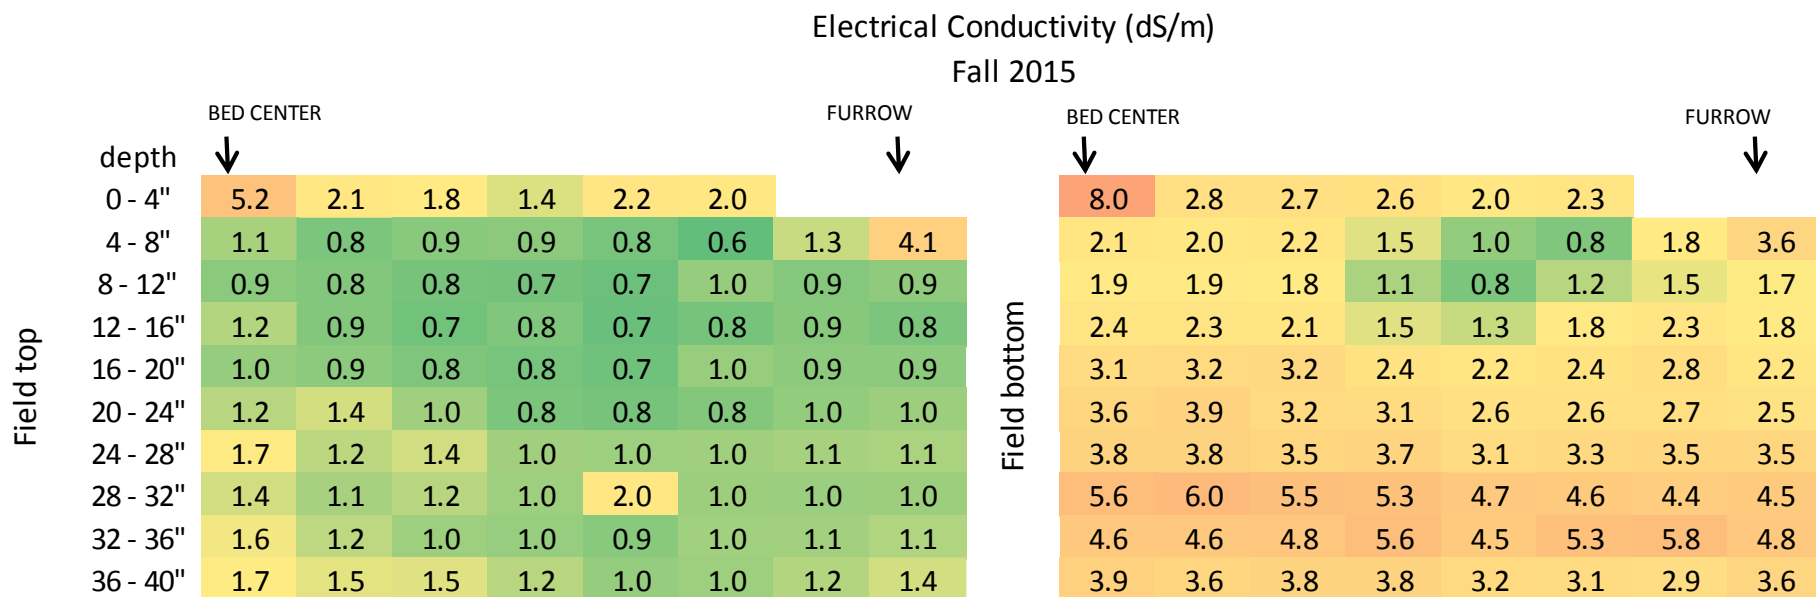 Electrical Conductivity (dS/m)
Fall 2015
BED CENTER FURROW BED CENTER FURROW
depth
0 - 4" 5.2 2.1 1.8 1.4 2.2 2.0 8.0 2.8 2.7 2.6 2.0 2.3
4 - 8" 1.1 0.8 0.9 0.9 0.8 0.6 1.3 4.1 2.1 2.0 2.2 1.5 1.0 0.8 1.8 3.6
8 - 12" 0.9 0.8 0.8 0.7 0.7 1.0 0.9 0.9 1.9 1.9 1.8 1.1 0.8 1.2 1.5 1.7
12 - 16" 1.2 0.9 0.7 0.8 0.7 0.8 0.9 0.8 2.4 2.3 2.1 1.5 1.3 1.8 2.3 1.8
16 - 20" 1.0 0.9 0.8 0.8 0.7 1.0 0.9 0.9 3.1 3.2 3.2 2.4 2.2 2.4 2.8 2.2
20 - 24" 1.2 1.4 1.0 0.8 0.8 0.8 1.0 1.0 3.6 3.9 3.2 3.1 2.6 2.6 2.7 2.5
24 - 28" 1.7 1.2 1.4 1.0 1.0 1.0 1.1 1.1 3.8 3.8 3.5 3.7 3.1 3.3 3.5 3.5
28 - 32" 1.4 1.1 1.2 1.0 2.0 1.0 1.0 1.0 5.6 6.0 5.5 5.3 4.7 4.6 4.4 4.5
32 - 36" 1.6 1.2 1.0 1.0 0.9 1.0 1.1 1.1 4.6 4.6 4.8 5.6 4.5 5.3 5.8 4.8
36 - 40" 1.7 1.5 1.5 1.2 1.0 1.0 1.2 1.4 3.9 3.6 3.8 3.8 3.2 3.1 2.9 3.6
Field top
Field bottom